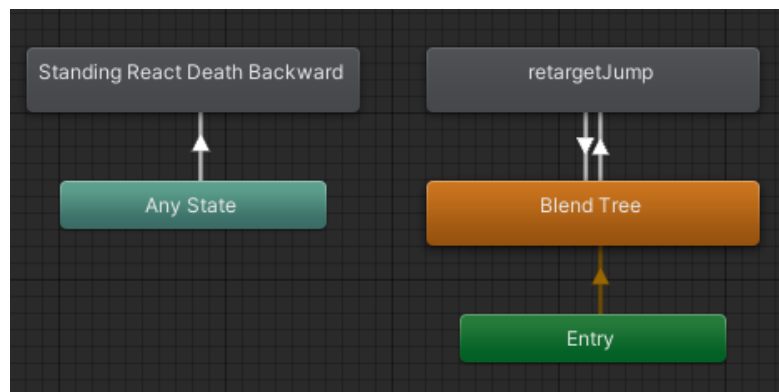 Standing React Death Backward
retargetJump
Any State
Blend Tree
Entry